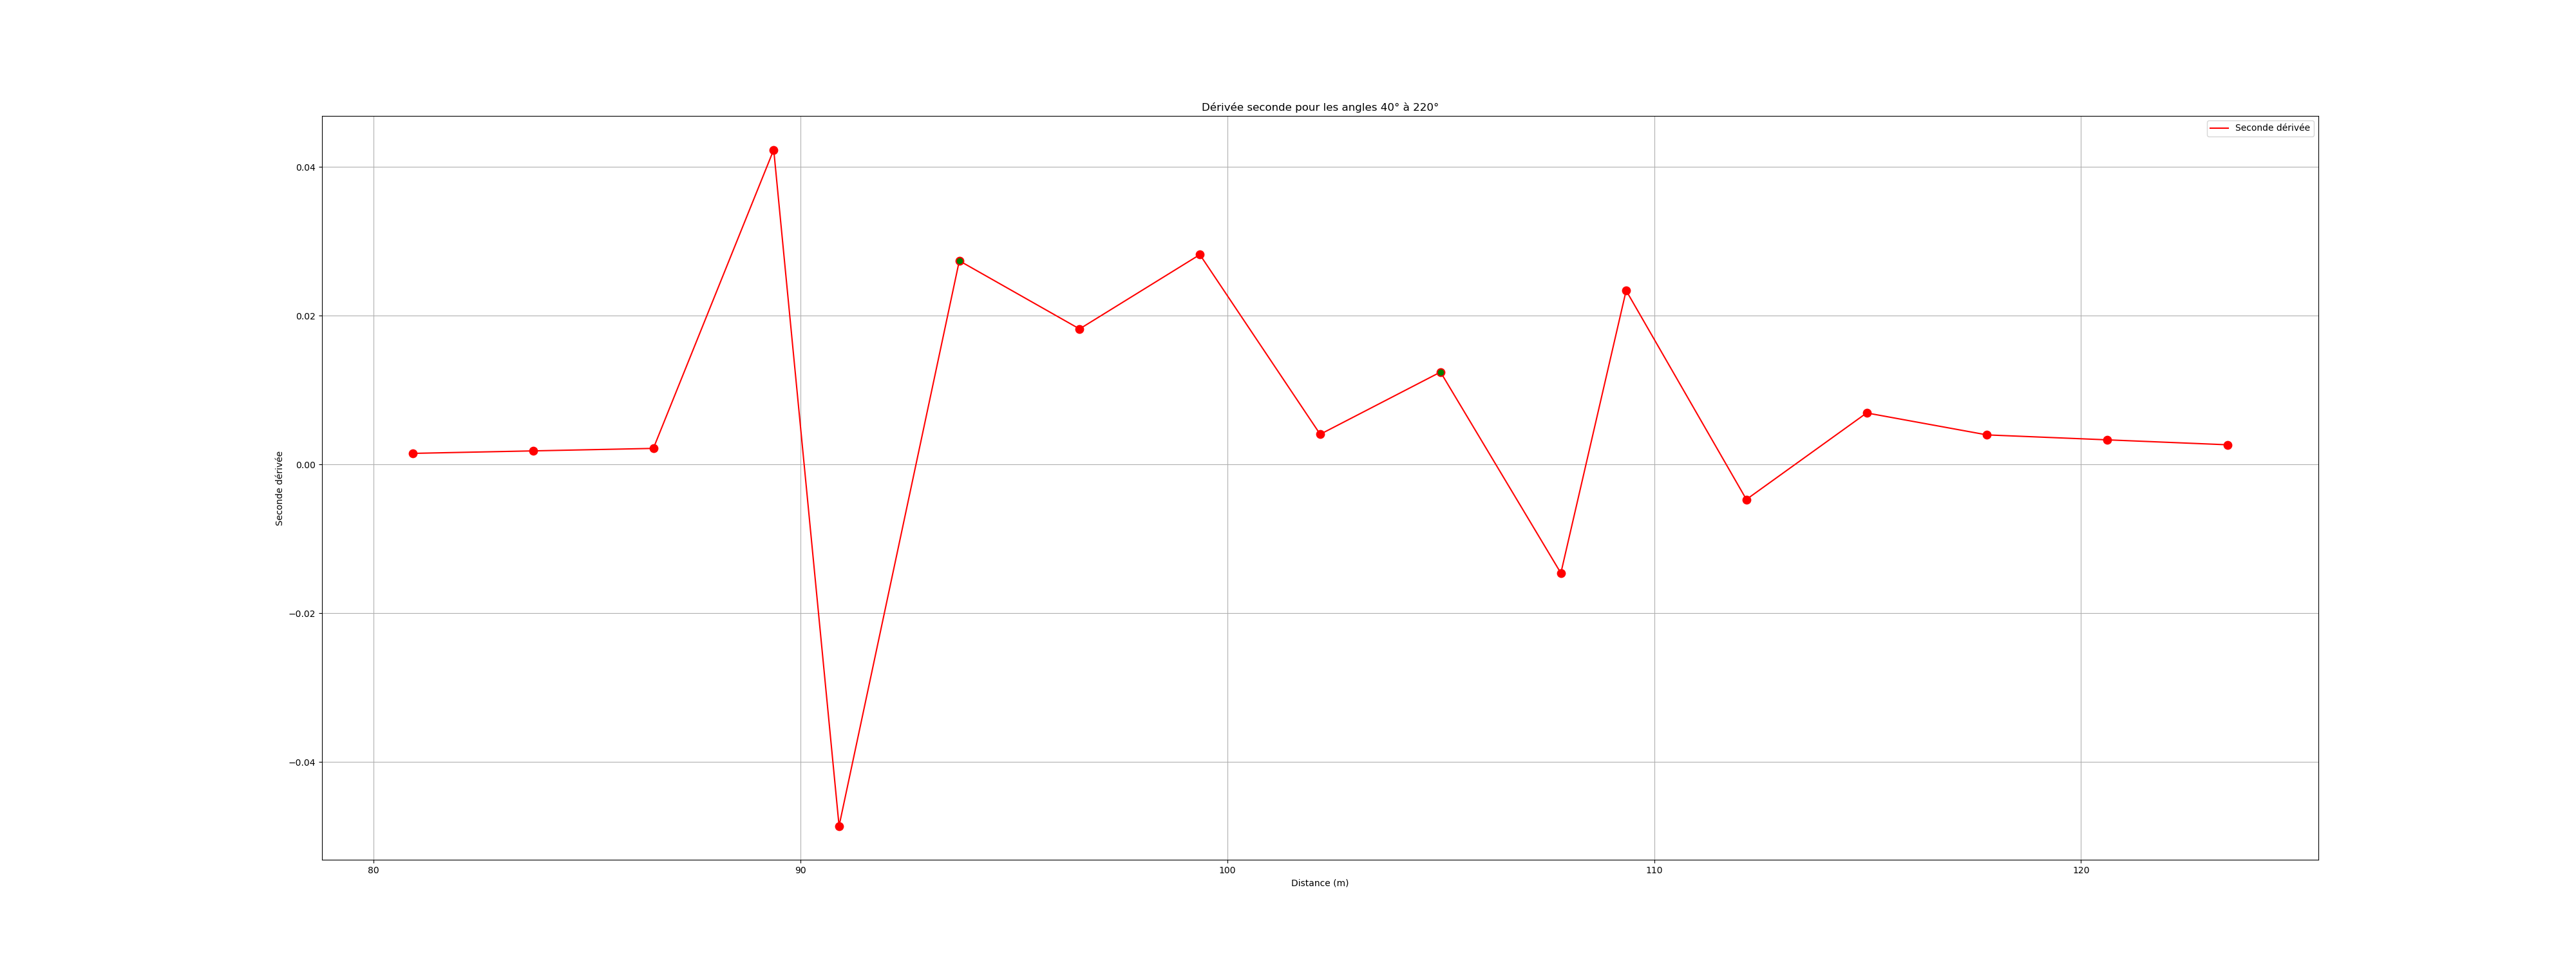 Dérivée seconde pour les angles 40° à 220°
Seconde dérivée
0.04
0.02
0.00
−0.02
−0.04
Seconde dérivée
80
90
100
110
120
Distance (m)